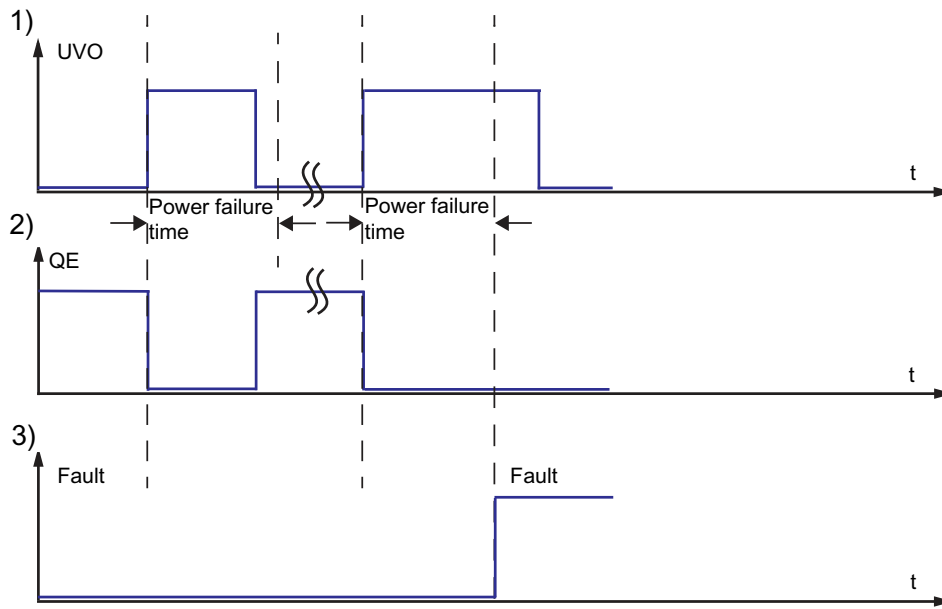 1)
UVO
t
Power failure
time
Power failure
time
2)
QE
t
3)
Fault
Fault
t